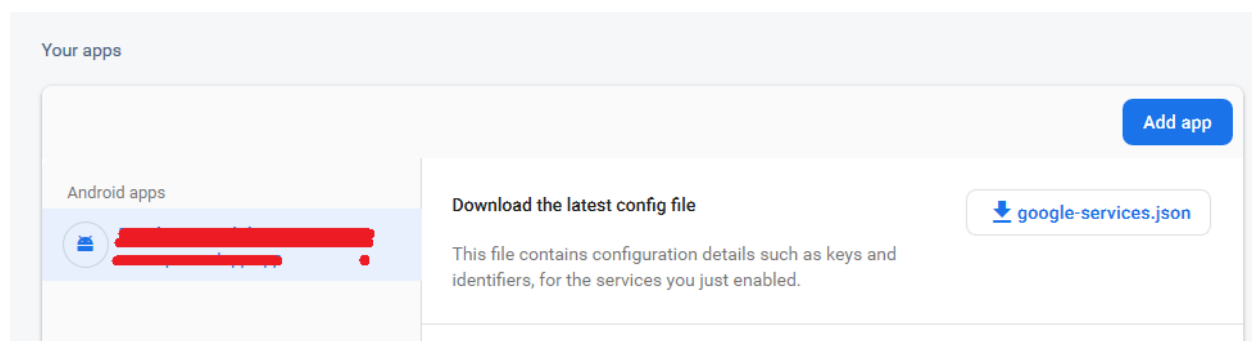 Your apps
Add app
Android apps
Download the latest config file
google-services.json
This file contains configuration details such as keys and
identifiers, for the services you just enabled.